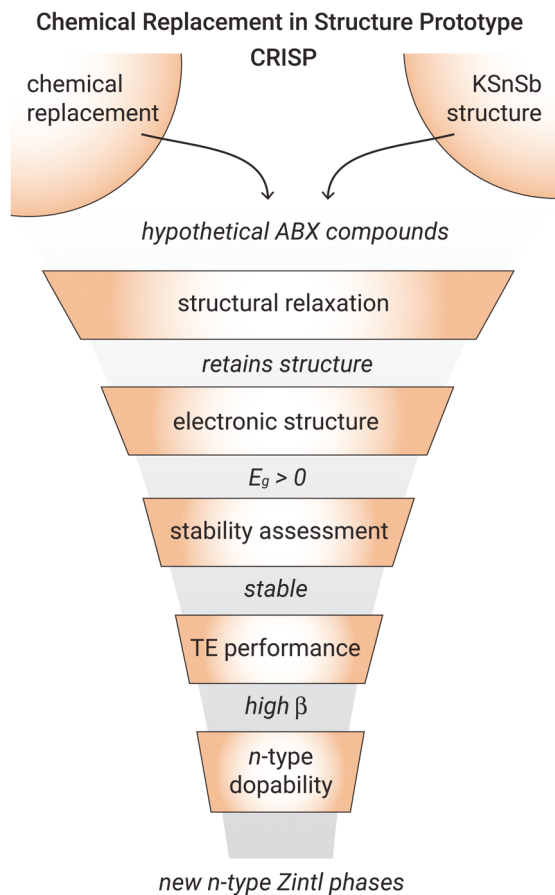 Chemical Replacement in Structure Prototype
CRISP
chemical
replacement
KSnSb
structure
hypothetical ABX compounds
structural relaxation
retains structure
electronic structure
Eg > 0
stability assessment
stable
TE performance
high β
n-type
dopability
new n-type Zintl phases